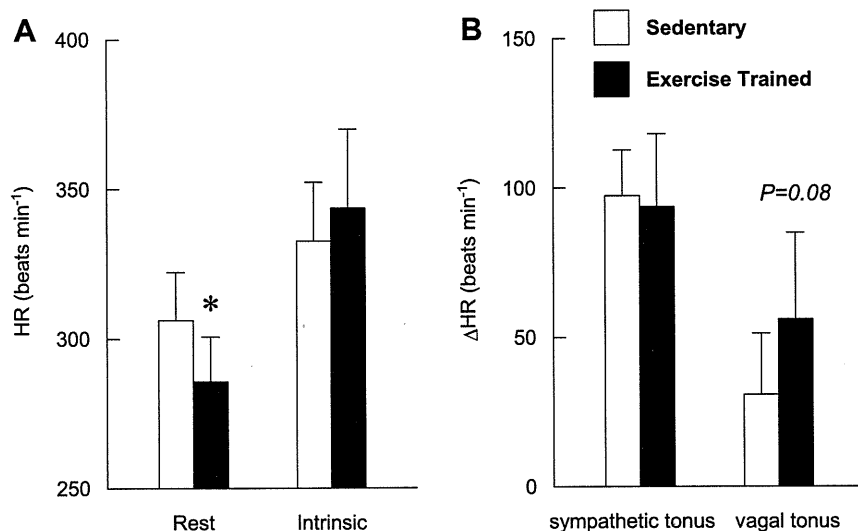 A
HR (beats min⁻¹)
400
350
300
250
*
Rest
Intrinsic
B
Sedentary
Exercise Trained
ΔHR (beats min⁻¹)
150
100
50
0
P=0.08
sympathetic tonus
vagal tonus